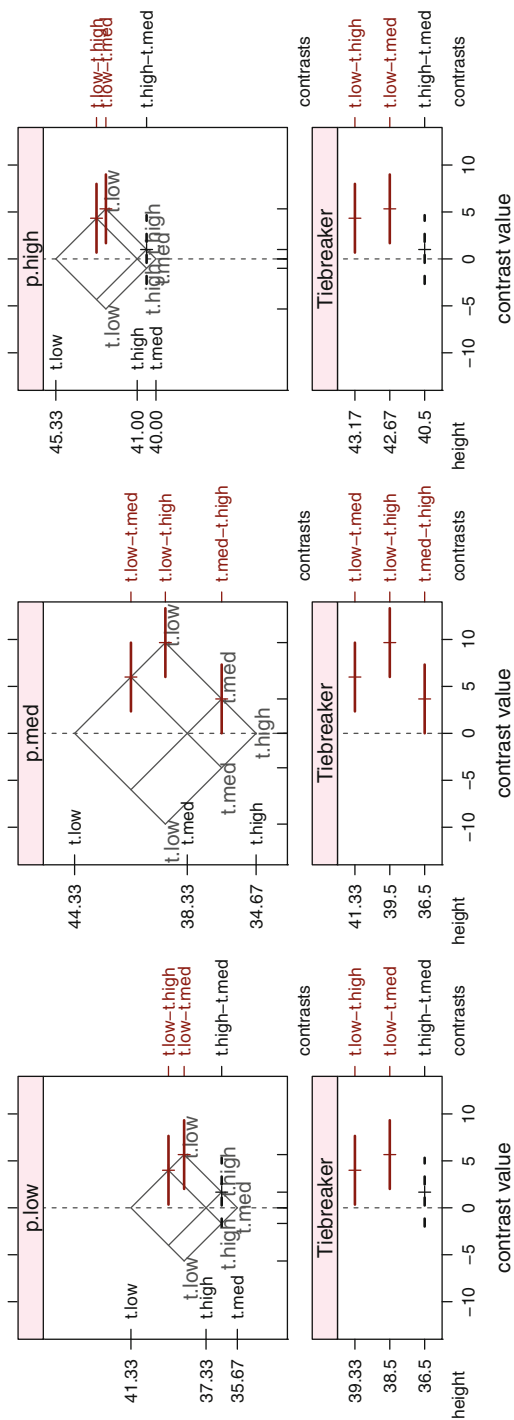 p.low
41.33
t.low
37.33
t.high
35.67
t.med
t.low
t.high
t.low
t.high
t.med
t.low−t.high
t.low−t.med
t.high−t.med
contrasts
Tiebreaker
39.33
38.5
36.5
height
t.low−t.high
t.low−t.med
t.high−t.med
contrasts
−10
−5
0
5
10
contrast value
p.med
44.33
t.low
38.33
t.med
34.67
t.high
t.low
t.med
t.low
t.med
t.high
t.low−t.med
t.low−t.high
t.med−t.high
contrasts
Tiebreaker
41.33
39.5
36.5
height
t.low−t.med
t.low−t.high
t.med−t.high
contrasts
−10
−5
0
5
10
contrast value
p.high
45.33
t.low
41.00
t.high
40.00
t.med
t.low
t.high
t.low
t.high
t.med
t.low−t.high
t.low−t.med
t.high−t.med
contrasts
Tiebreaker
43.17
42.67
40.5
height
t.low−t.high
t.low−t.med
t.high−t.med
contrasts
−10
−5
0
5
10
contrast value